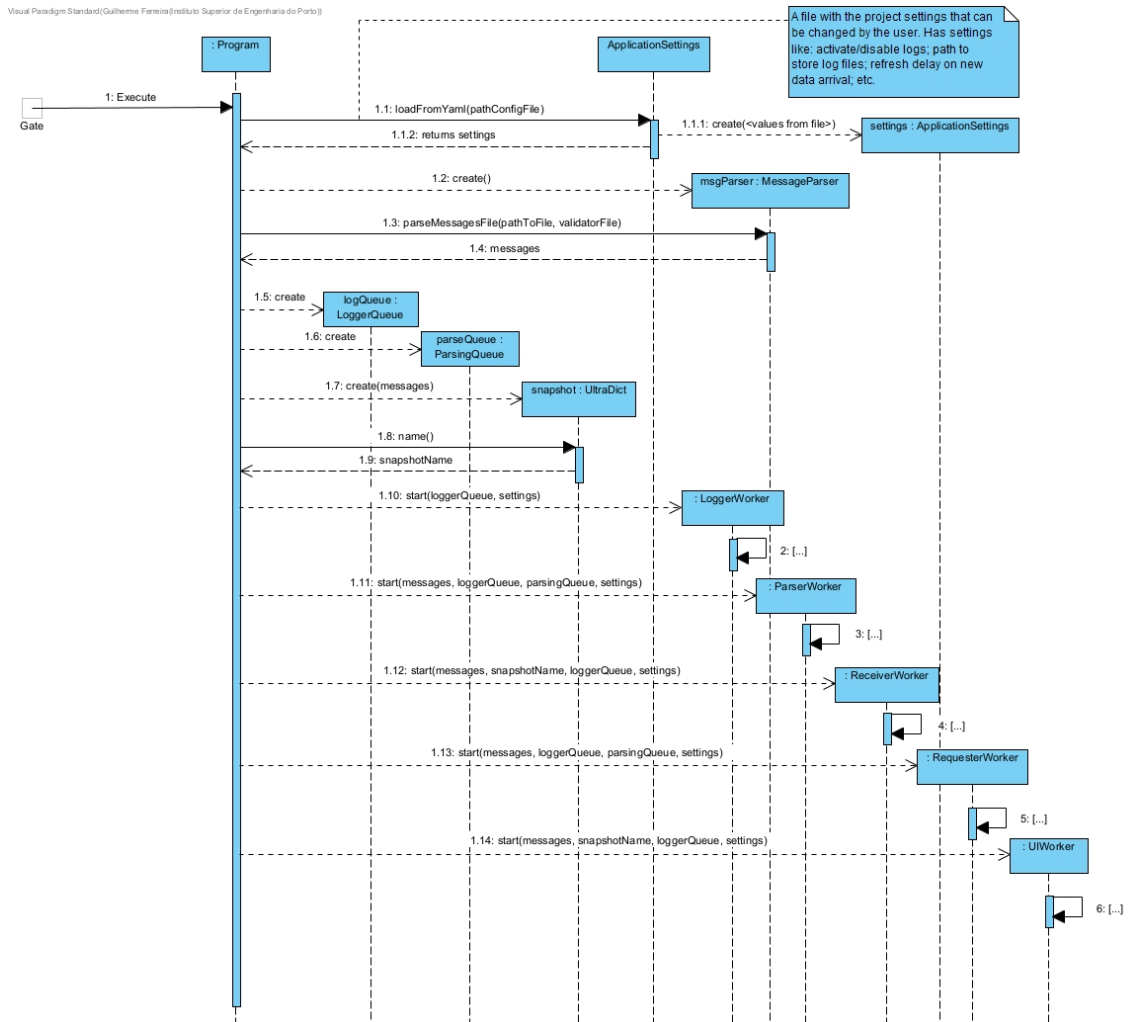 Visual Paradigm Standard(Guilherme Ferreira(Instituto Superior de Engenharia do Porto))
A file with the project settings that can
be changed by the user. Has settings
like: activate/disable logs; path to
store log files; refresh delay on new
data arrival; etc.
: Program
ApplicationSettings
1: Execute
Gate
1.1: loadFromYaml(pathConfigFile)
1.1.1: create(<values from file>)
settings : ApplicationSettings
1.1.2: returns settings
1.2: create()
msgParser : MessageParser
1.3: parseMessagesFile(pathToFile, validatorFile)
1.4: messages
1.5: create
logQueue :
LoggerQueue
1.6: create
parseQueue :
ParsingQueue
1.7: create(messages)
snapshot : UltraDict
1.8: name()
1.9: snapshotName
1.10: start(loggerQueue, settings)
: LoggerWorker
2: [...]
1.11: start(messages, loggerQueue, parsingQueue, settings)
: ParserWorker
3: [...]
1.12: start(messages, snapshotName, loggerQueue, settings)
: ReceiverWorker
4: [...]
1.13: start(messages, loggerQueue, parsingQueue, settings)
: RequesterWorker
5: [...]
1.14: start(messages, snapshotName, loggerQueue, settings)
: UIWorker
6: [...]